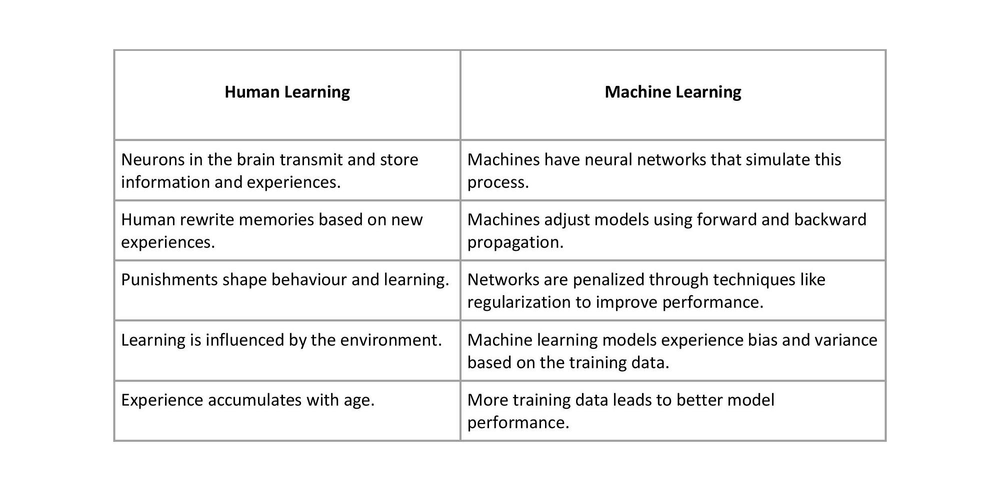 Human Learning
Machine Learning
Neurons in the brain transmit and store
information and experiences.
Machines have neural networks that simulate this
process.
Human rewrite memories based on new
experiences.
Machines adjust models using forward and backward
propagation.
Punishments shape behaviour and learning.
Networks are penalized through techniques like
regularization to improve performance.
Learning is influenced by the environment.
Machine learning models experience bias and variance
based on the training data.
Experience accumulates with age.
More training data leads to better model
performance.